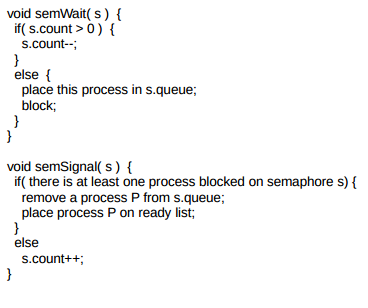 void semWait( s ) {
if( s.count > 0 ) {
s.count--;
}
else {
place this process in s.queue;
block;
}
}
void semSignal( s ) {
if( there is at least one process blocked on semaphore s) {
remove a process P from s.queue;
place process P on ready list;
}
else
s.count++;
}